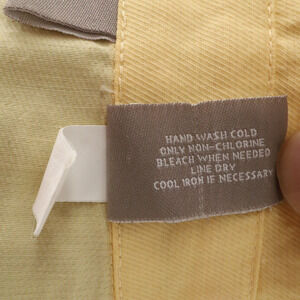 HAND WASH COLD
ONLY NON-CHLORINE
BLEACH WHEN NEEDED
LINE DRY
COOL IRON IF NECESSARY